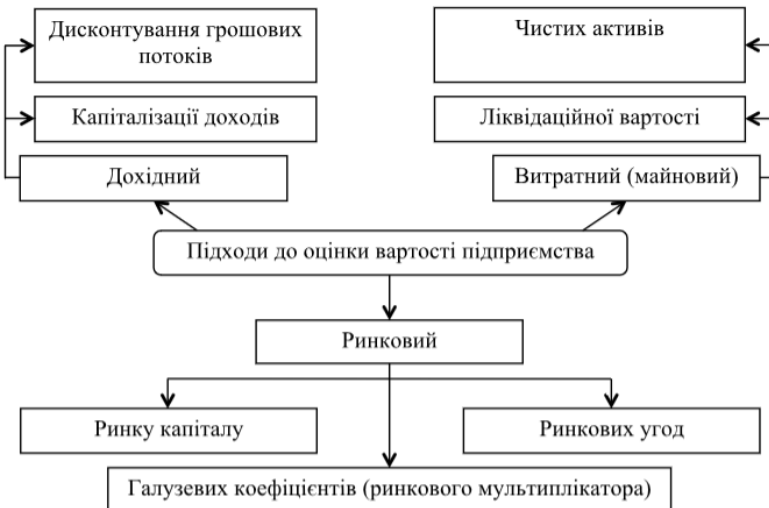 Дисконтування грошових
потоків
Чистих активів
Капіталізації доходів
Ліквідаційної вартості
Дохідний
Витратний (майновий)
Підходи до оцінки вартості підприємства
Ринковий
Ринку капіталу
Ринкових угод
Галузевих коефіцієнтів (ринкового мультиплікатора)